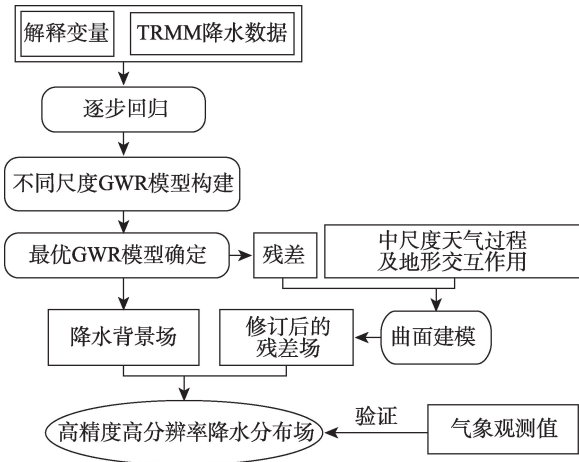 解释变量
TRMM降水数据
逐步回归
不同尺度GWR模型构建
最优GWR模型确定
残差
中尺度天气过程
及地形交互作用
降水背景场
修订后的
残差场
曲面建模
高精度高分辨率降水分布场
验证
气象观测值